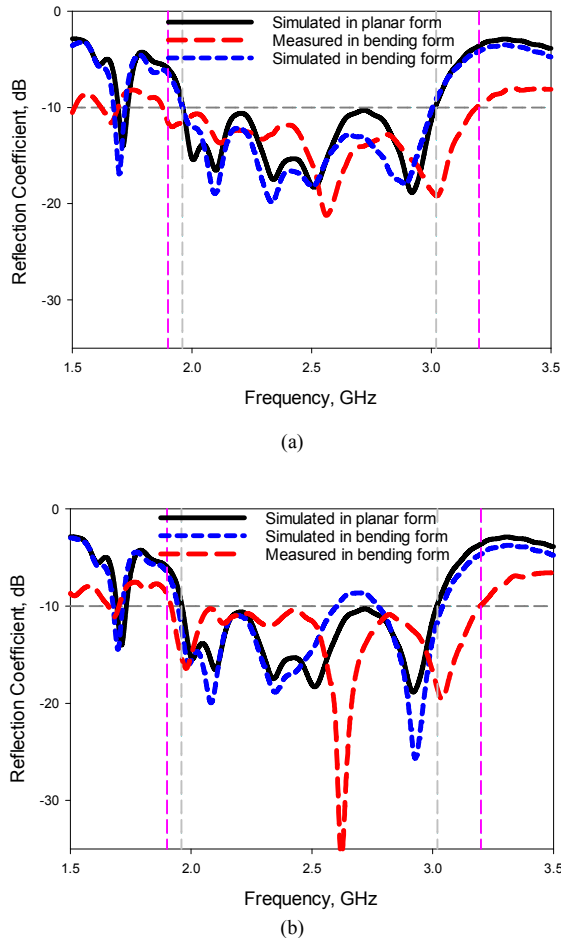 0
-10
-20
-30
Reflection Coefficient, dB
Simulated in planar form
Measured in bending form
Simulated in bending form
1.5 2.0 2.5 3.0 3.5
Frequency, GHz
(a)
0
-10
-20
-30
Reflection Coefficient, dB
Simulated in planar form
Simulated in bending form
Measured in bending form
1.5 2.0 2.5 3.0 3.5
Frequency, GHz
(b)